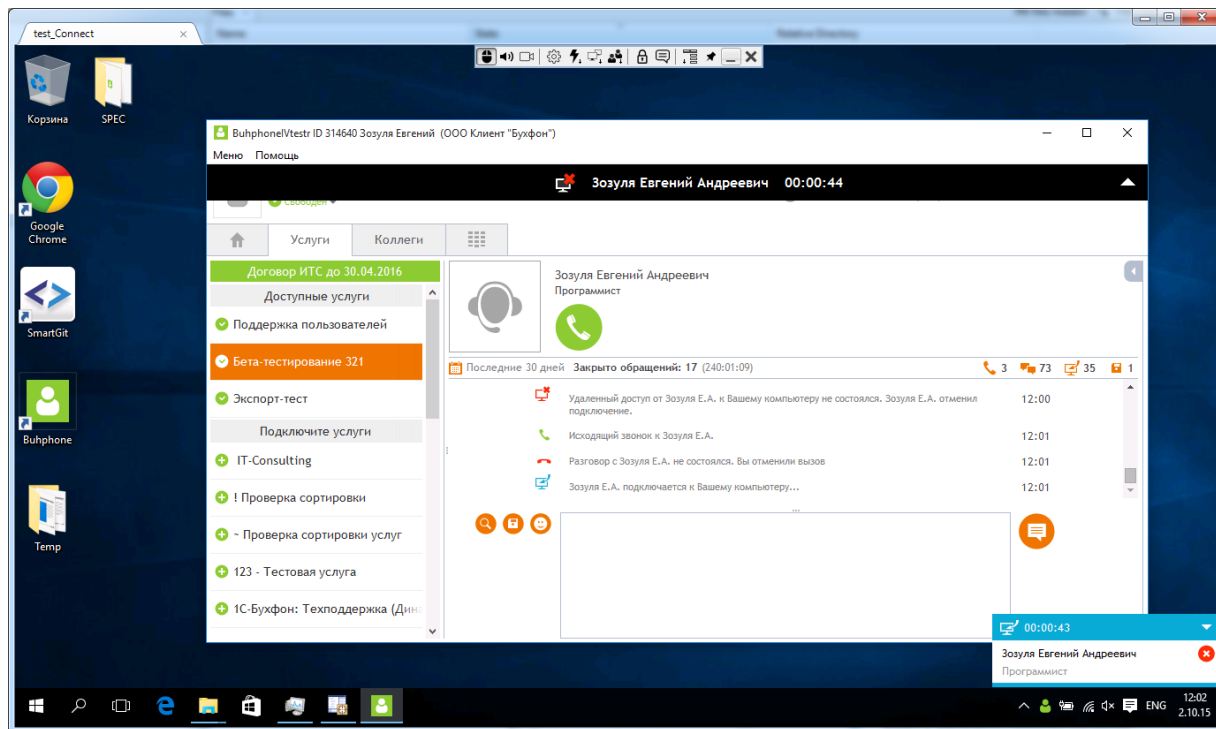 test_Connect ×
Корзина
SPEC
Google
Chrome
SmartGit
Buhphone
Temp
BuhphoneIVtestr ID 314640 Зозуля Евгений (ООО Клиент "Бухфон")
Меню Помощь
Зозуля Евгений Андреевич 00:00:44
Свободен
Услуги Коллеги
Договор ИТС до 30.04.2016
Доступные услуги
Поддержка пользователей
Бета-тестирование 321
Экспорт-тест
Подключите услуги
IT-Consulting
! Проверка сортировки
~ Проверка сортировки услуг
123 - Тестовая услуга
1С-Бухфон: Техподдержка (Дина
Зозуля Евгений Андреевич
Программист
Последние 30 дней Закрыто обращений: 17 (240:01:09) 3 73 35 1
Удаленный доступ от Зозуля Е.А. к Вашему компьютеру не состоялся. Зозуля Е.А. отменил 12:00
подключение.
Исходящий звонок к Зозуля Е.А. 12:01
Разговор с Зозуля Е.А. не состоялся. Вы отменили вызов 12:01
Зозуля Е.А. подключается к Вашему компьютеру... 12:01
00:00:43
Зозуля Евгений Андреевич
Программист
ENG 12:02
2.10.15